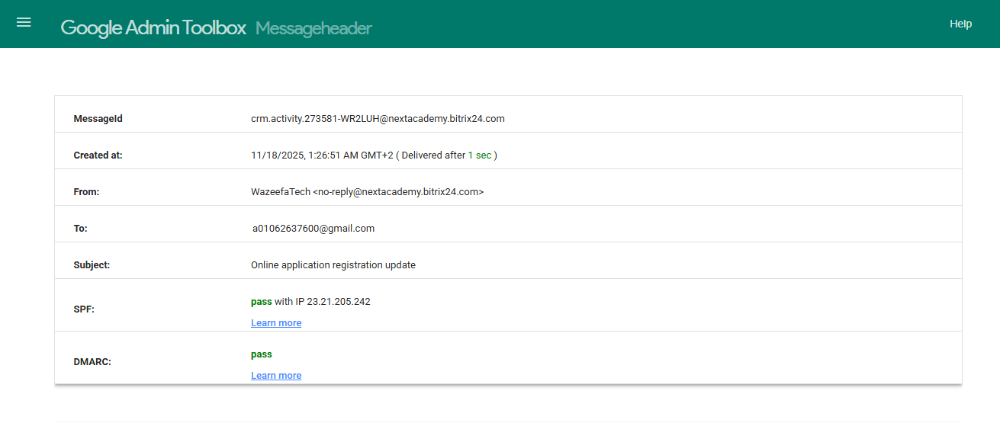 Google Admin Toolbox Messageheader
Help
MessageId crm.activity.273581-WR2LUH@nextacademy.bitrix24.com
Created at: 11/18/2025, 1:26:51 AM GMT+2 ( Delivered after 1 sec )
From: WazeefaTech <no-reply@nextacademy.bitrix24.com>
To: a01062637600@gmail.com
Subject: Online application registration update
SPF: pass with IP 23.21.205.242
Learn more
DMARC: pass
Learn more